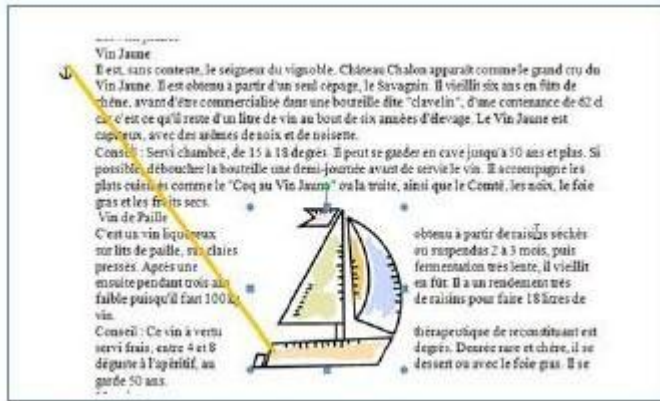 Vin Jaune
Il est, sans conteste, le seigneur du vignoble. Château Chalon apparaît comme le grand cru du
Vin Jaune. Il est obtenu à partir d'un seul cépage, le Savagnin. Il vieillit six ans en fûts de
chêne, avant d'être commercialisé dans une bouteille dite "clavelin", d'une contenance de 62 cl
car c'est ce qu'il reste d'un litre de vin au bout de six années d'élevage. Le Vin Jaune est
capiteux, avec des arômes de noix et de noisette.
Conseil : Servi chambré, de 15 à 18 degrés. Il peut se garder en cave jusqu'à 50 ans et plus. Si
possible, déboucher la bouteille une demi-journée avant de servir le vin. Il accompagne les
plats cuisinés comme le "Coq au Vin Jaune" ou la truite, ainsi que le Comté, les noix, le foie
gras et les fruits secs.
Vin de Paille
C'est un vin liquoreux obtenu à partir de raisins séchés
sur lits de paille, sur claies ou suspendus 2 à 3 mois, puis
pressés. Après une fermentation très lente, il vieillit
ensuite pendant trois ans en fût. Il a un rendement très
faible puisqu'il faut 100 kg de raisins pour faire 18 litres de
vin.
Conseil : Ce vin à vertu thérapeutique de reconstituant est
servi frais, entre 4 et 8 degrés. Denrée rare et chère, il se
déguste à l'apéritif, au dessert ou avec le foie gras. Il se
garde 50 ans.